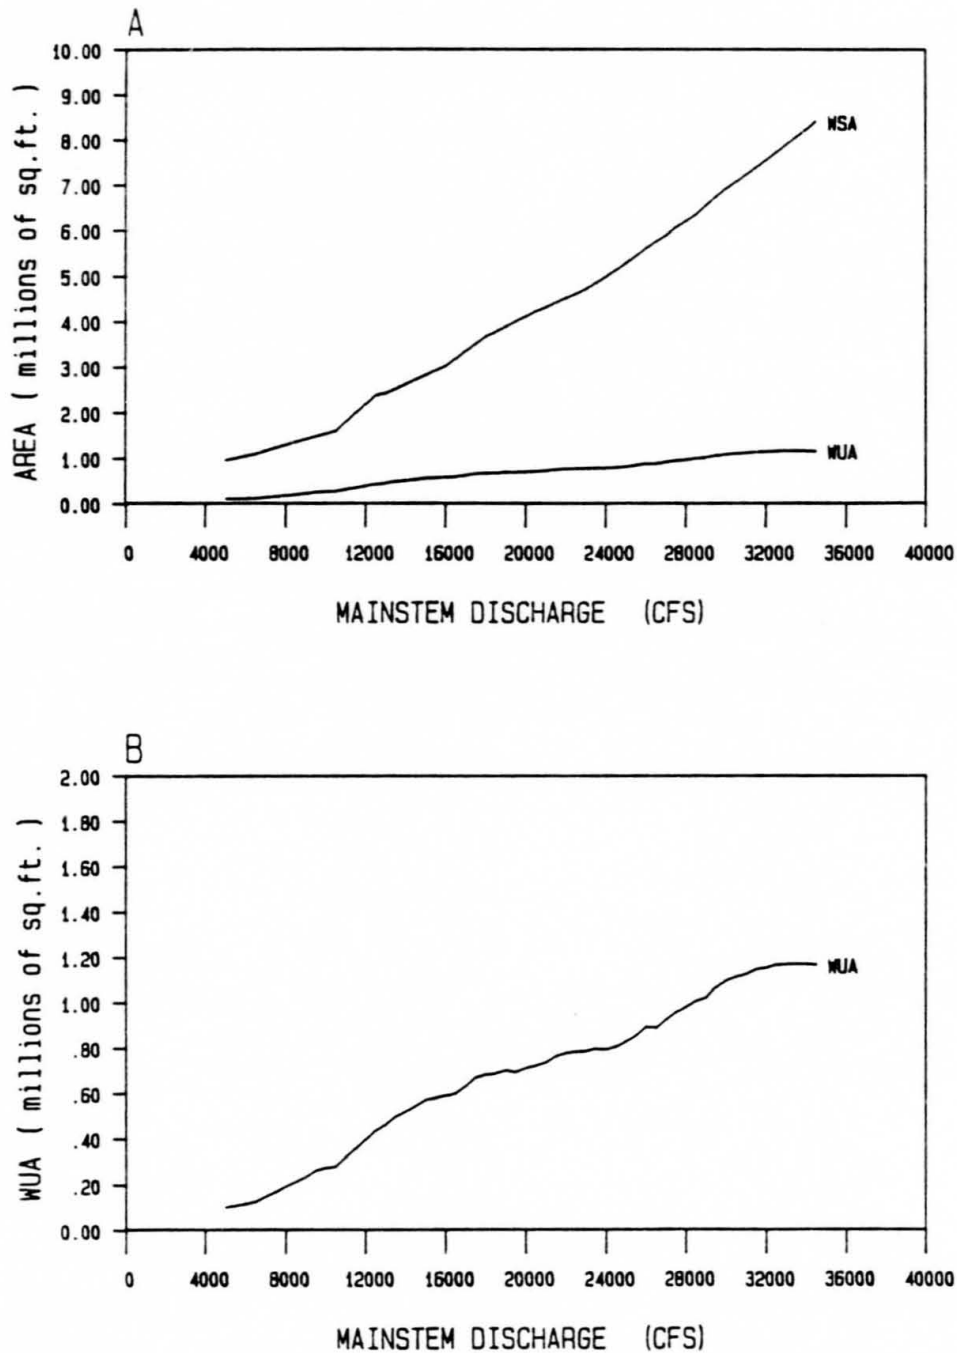 A
10.00
9.00
8.00
7.00
6.00
5.00
4.00
3.00
2.00
1.00
0.00
AREA ( millions of sq.ft. )
WSA
WUA
0 4000 8000 12000 16000 20000 24000 28000 32000 36000 40000
MAINSTEM DISCHARGE (CFS)
B
2.00
1.80
1.60
1.40
1.20
1.00
.80
.60
.40
.20
0.00
WUA ( millions of sq.ft. )
WUA
0 4000 8000 12000 16000 20000 24000 28000 32000 36000 40000
MAINSTEM DISCHARGE (CFS)